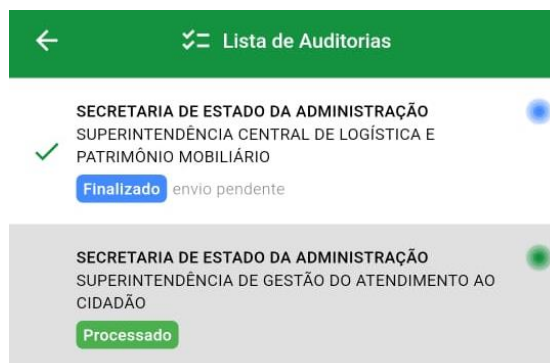 Lista de Auditorias
SECRETARIA DE ESTADO DA ADMINISTRAÇÃO
SUPERINTENDÊNCIA CENTRAL DE LOGÍSTICA E
PATRIMÔNIO MOBILIÁRIO
Finalizado envio pendente
SECRETARIA DE ESTADO DA ADMINISTRAÇÃO
SUPERINTENDÊNCIA DE GESTÃO DO ATENDIMENTO AO
CIDADÃO
Processado